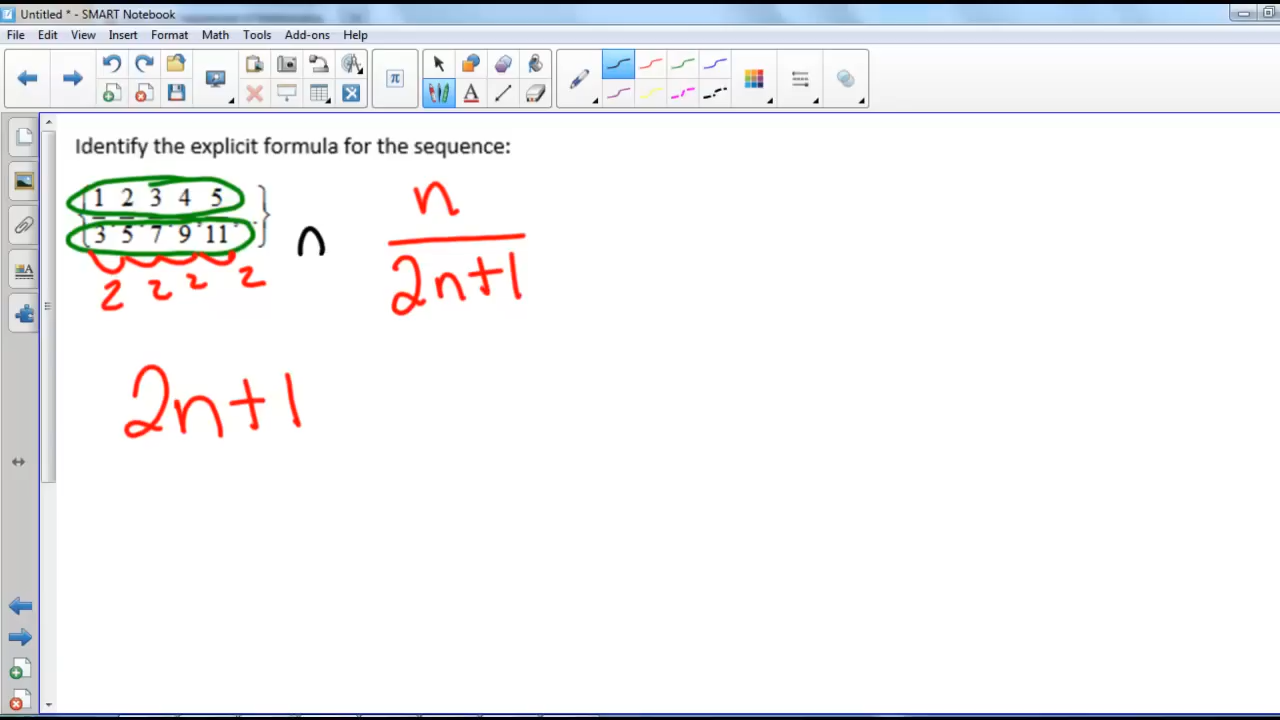 Untitled * - SMART Notebook
File Edit View Insert Format Math Tools Add-ons Help
π
A
Identify the explicit formula for the sequence:
{ 1 2 3 4 5 }
3 , 5 , 7 , 9 , 11
2 2 2 2
n
n
2n+1
2n+1